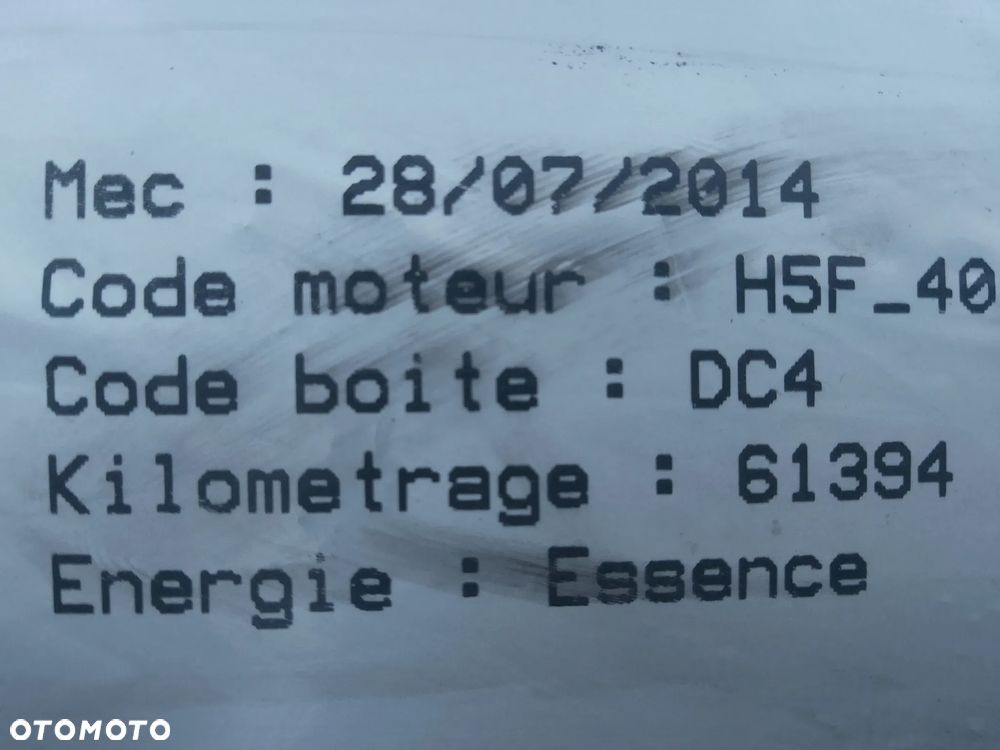 Mec : 28/07/2014
Code moteur : H5F_40
Code boite : DC4
Kilometrage : 61394
Energie : Essence
OTOMOTO